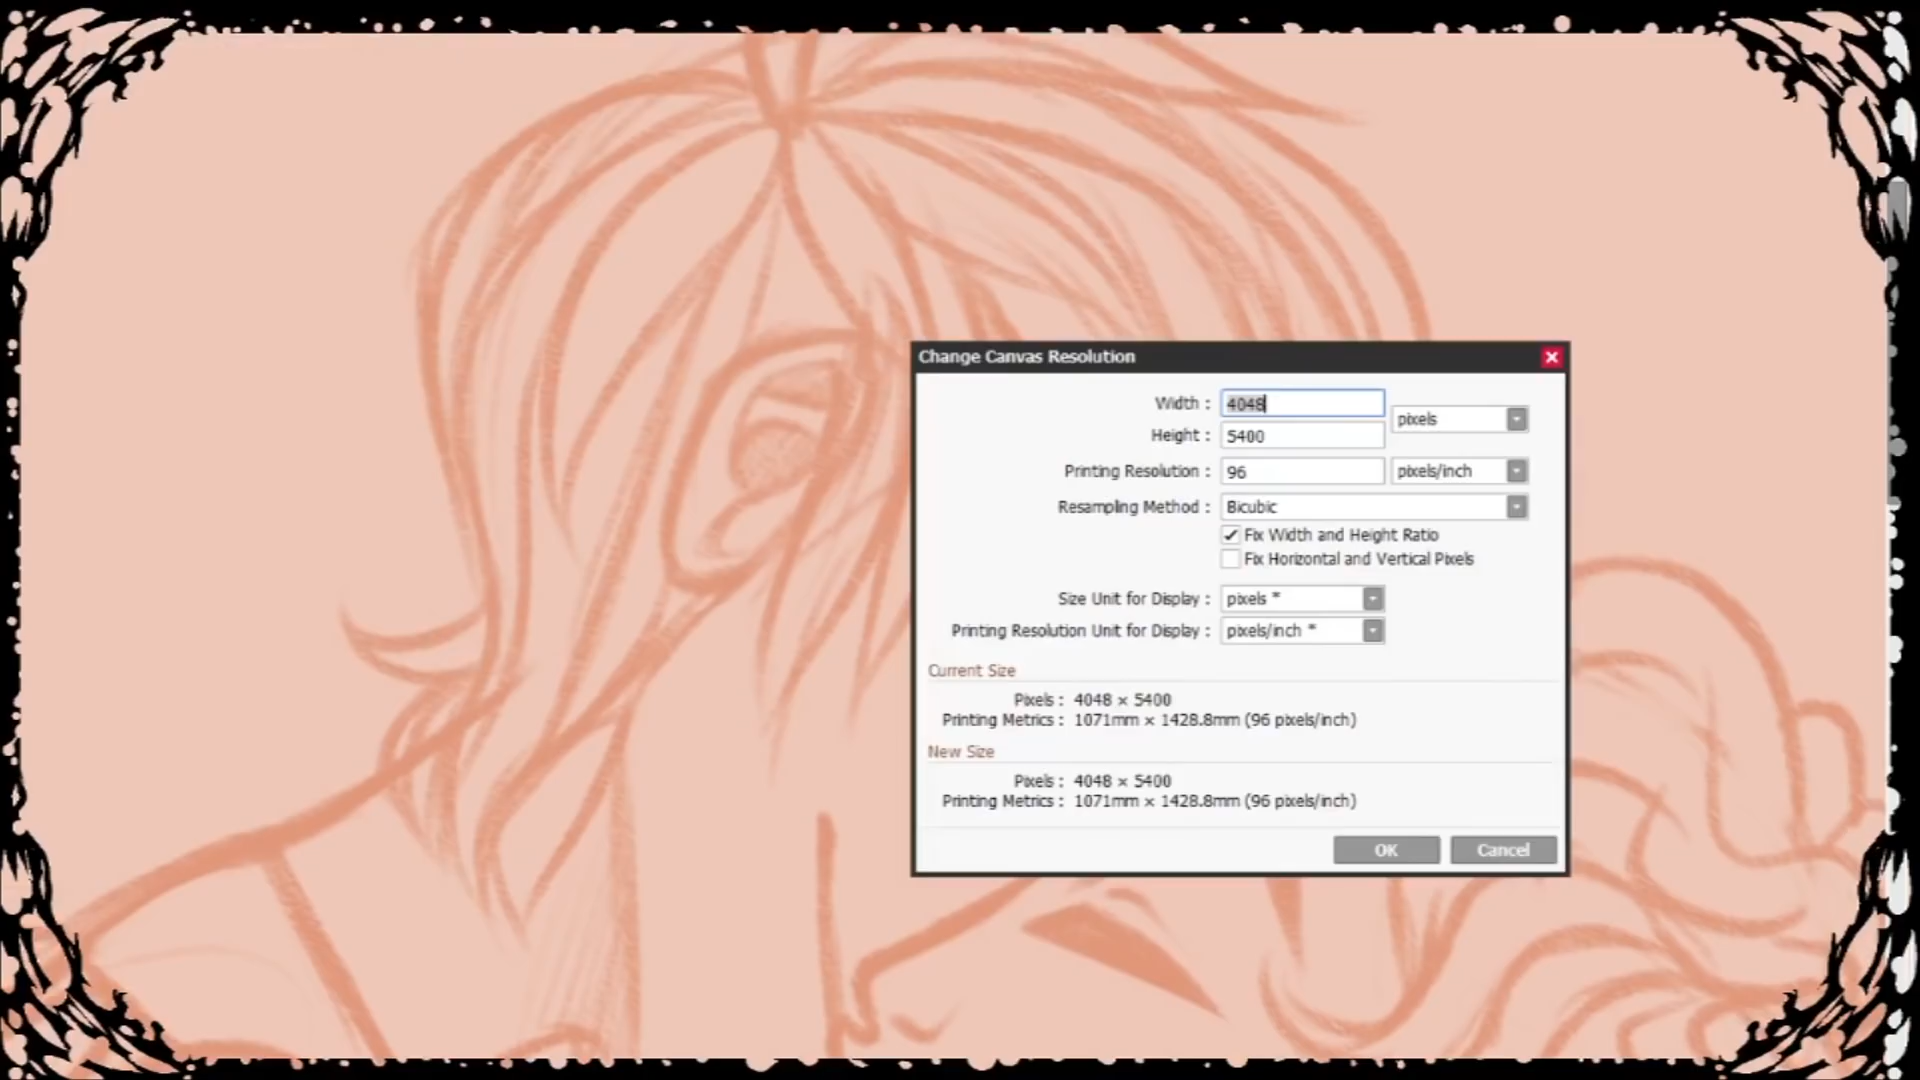 Change Canvas Resolution
Width : 4048 pixels
Height : 5400
Printing Resolution : 96 pixels/inch
Resampling Method : Bicubic
Fix Width and Height Ratio
Fix Horizontal and Vertical Pixels
Size Unit for Display : pixels *
Printing Resolution Unit for Display : pixels/inch *
Current Size
Pixels : 4048 × 5400
Printing Metrics : 1071mm × 1428.8mm (96 pixels/inch)
New Size
Pixels : 4048 × 5400
Printing Metrics : 1071mm × 1428.8mm (96 pixels/inch)
OK Cancel